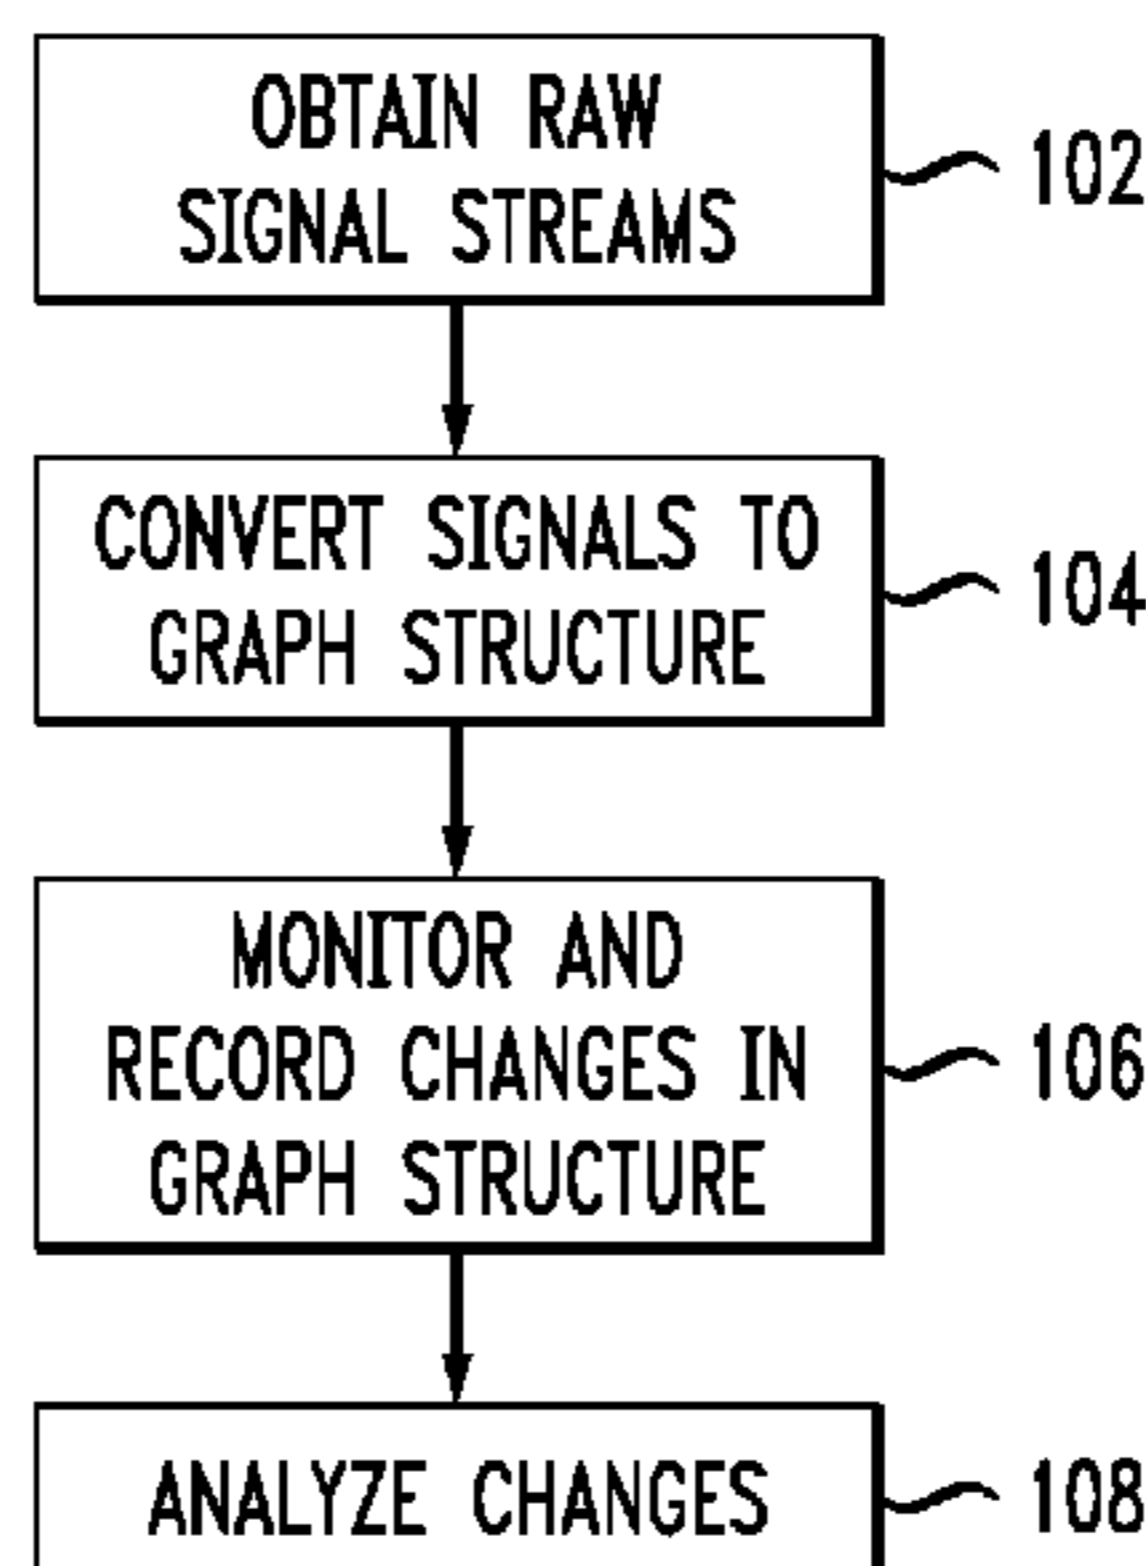 OBTAIN RAW
SIGNAL STREAMS
102
CONVERT SIGNALS TO
GRAPH STRUCTURE
104
MONITOR AND
RECORD CHANGES IN
GRAPH STRUCTURE
106
ANALYZE CHANGES
108